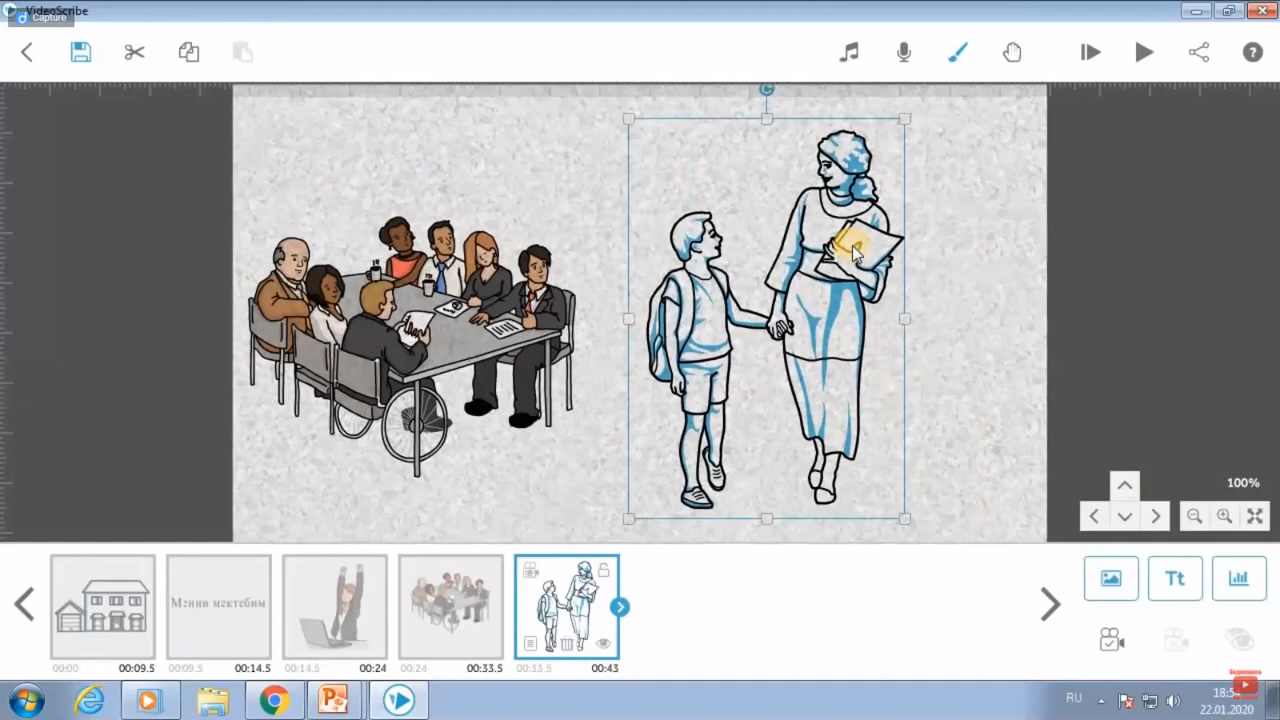 VideoScribe
Capture
100%
Мэнин мектебим
Tt
00:00 00:09.5
00:09.5 00:14.5
00:14.5 00:24
00:24 00:33.5
00:33.5 00:43
RU
22.01.2020